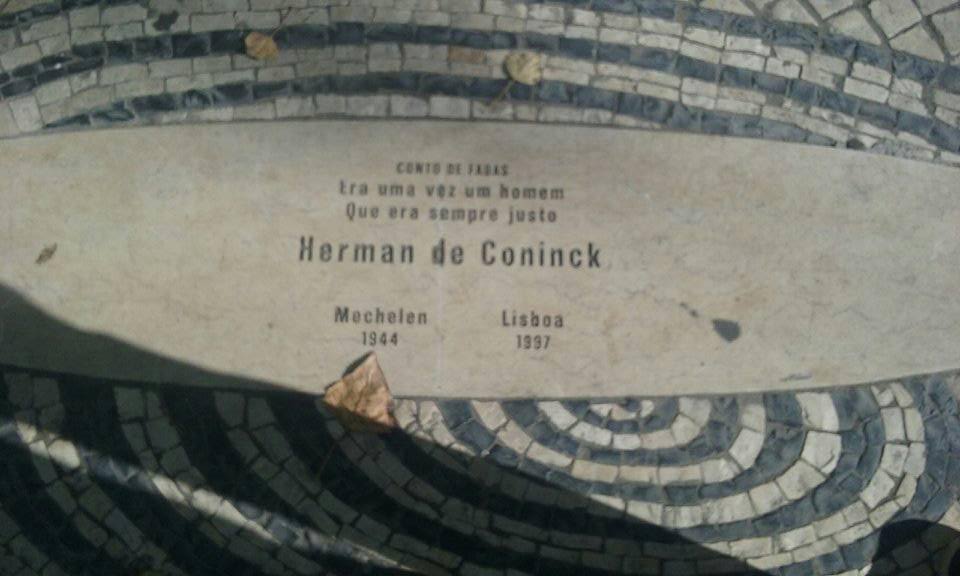 CONTO DE FADAS
Era uma vez um homem
Que era sempre justo
Herman de Coninck
Mechelen Lisboa
1944 1997